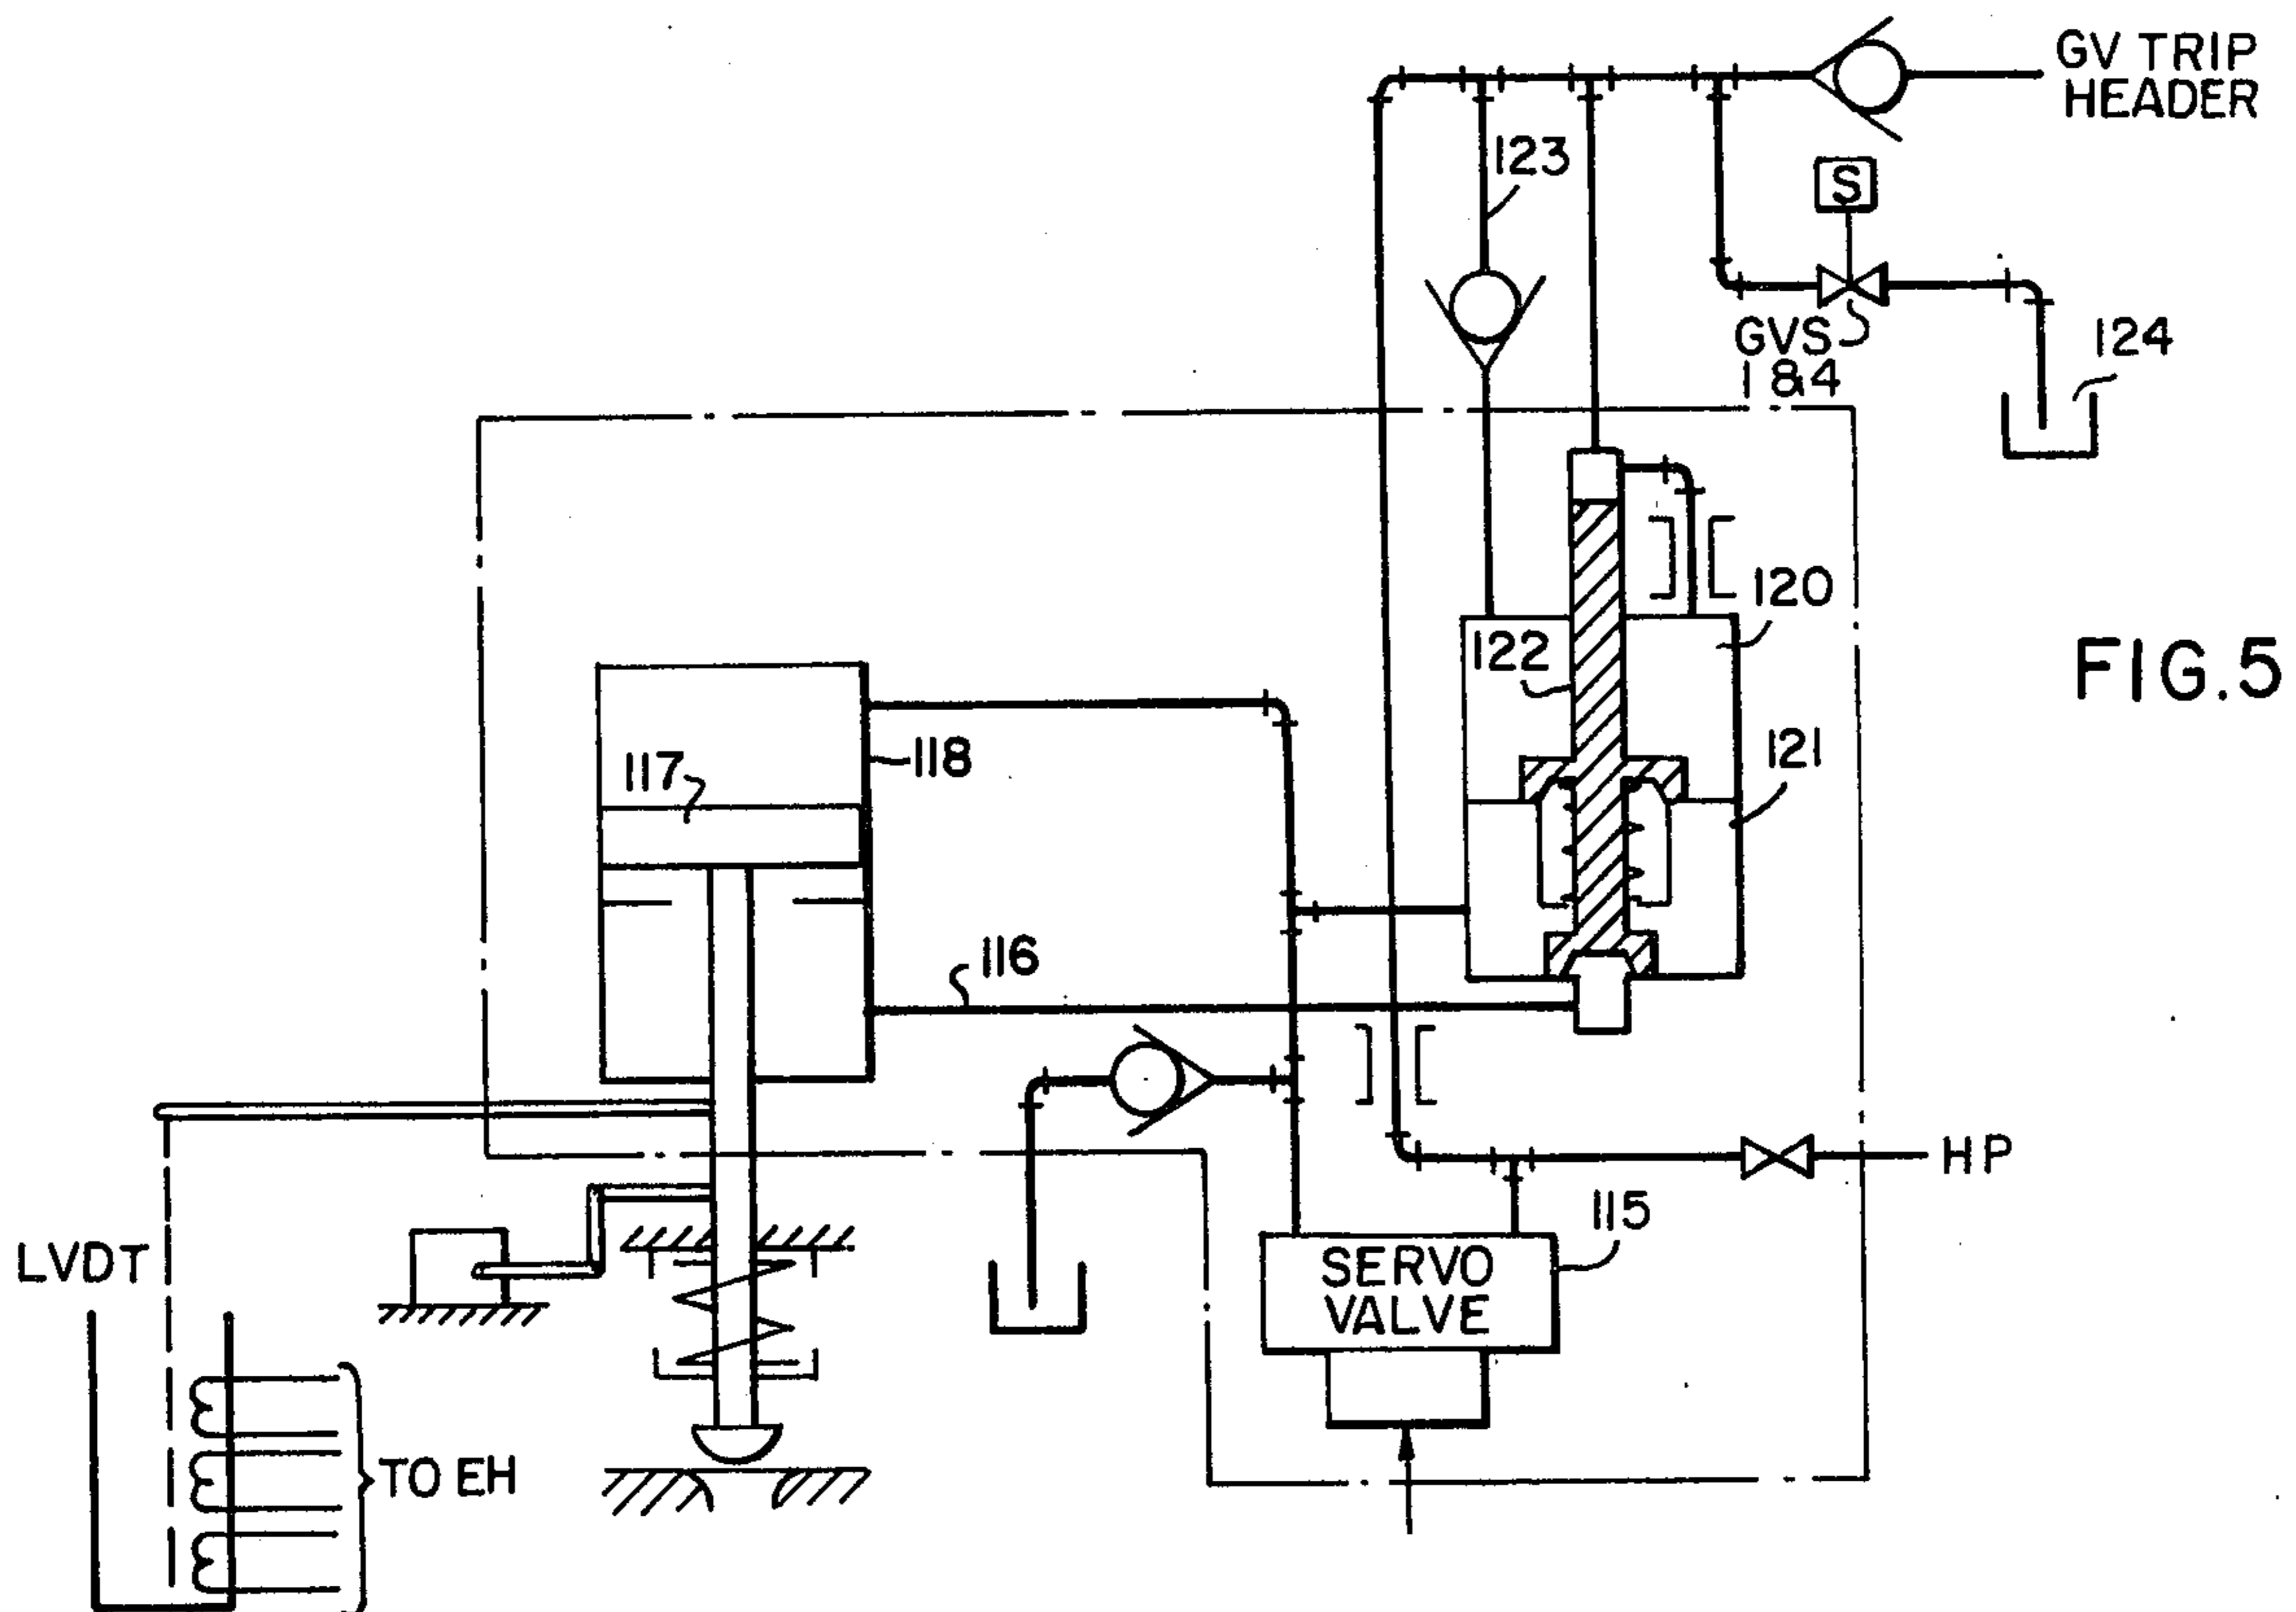 GV TRIP
HEADER
123
S
GVS
1&4
124
120
122
FIG.5
121
118
117
116
HP
115
LVDT
SERVO
VALVE
TO EH